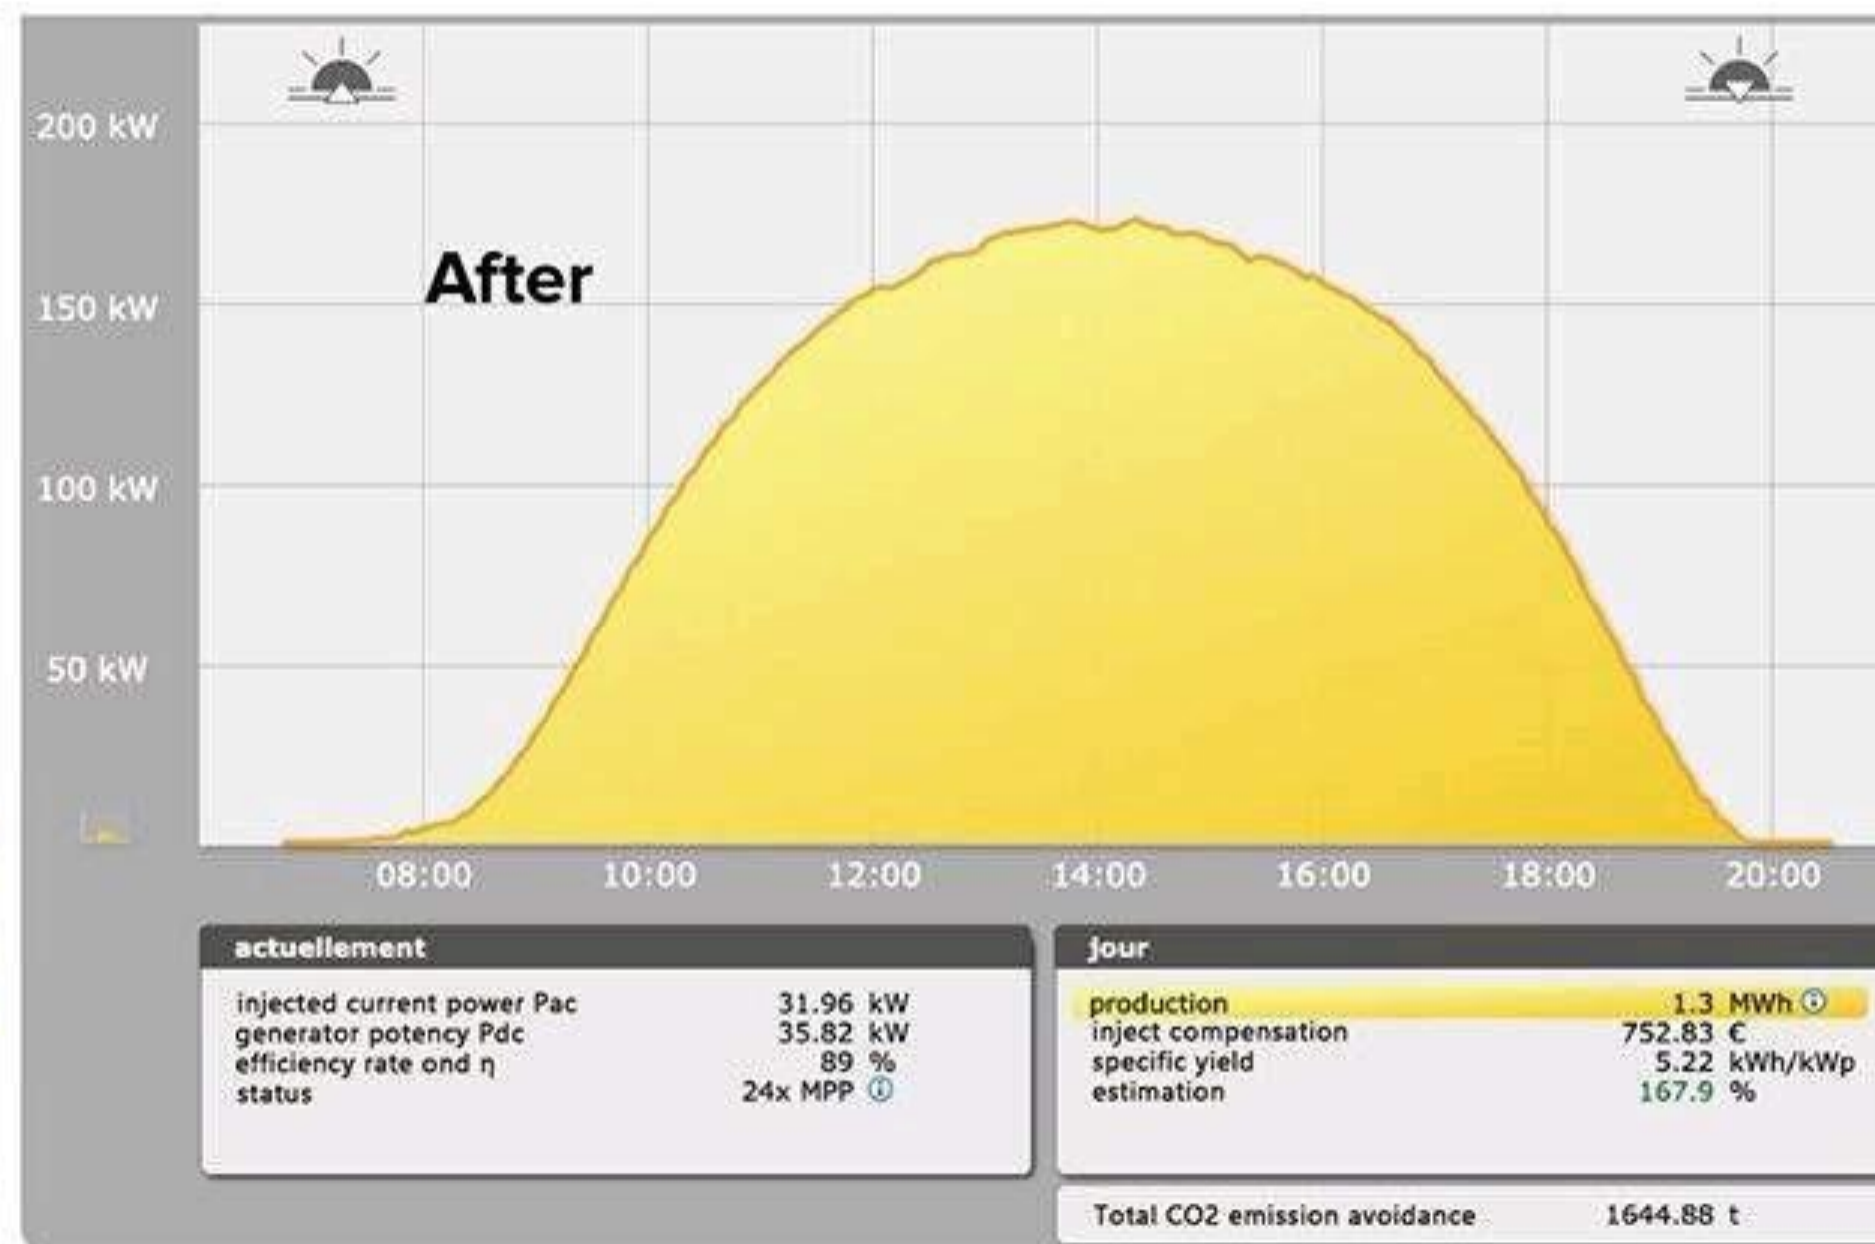 200 kW
After
150 kW
100 kW
50 kW
08:00 10:00 12:00 14:00 16:00 18:00 20:00
actuellement
injected current power Pac 31.96 kW
generator potency Pdc 35.82 kW
efficiency rate ond η 89 %
status 24x MPP
jour
production 1.3 MWh
inject compensation 752.83 €
specific yield 5.22 kWh/kWp
estimation 167.9 %
Total CO2 emission avoidance 1644.88 t